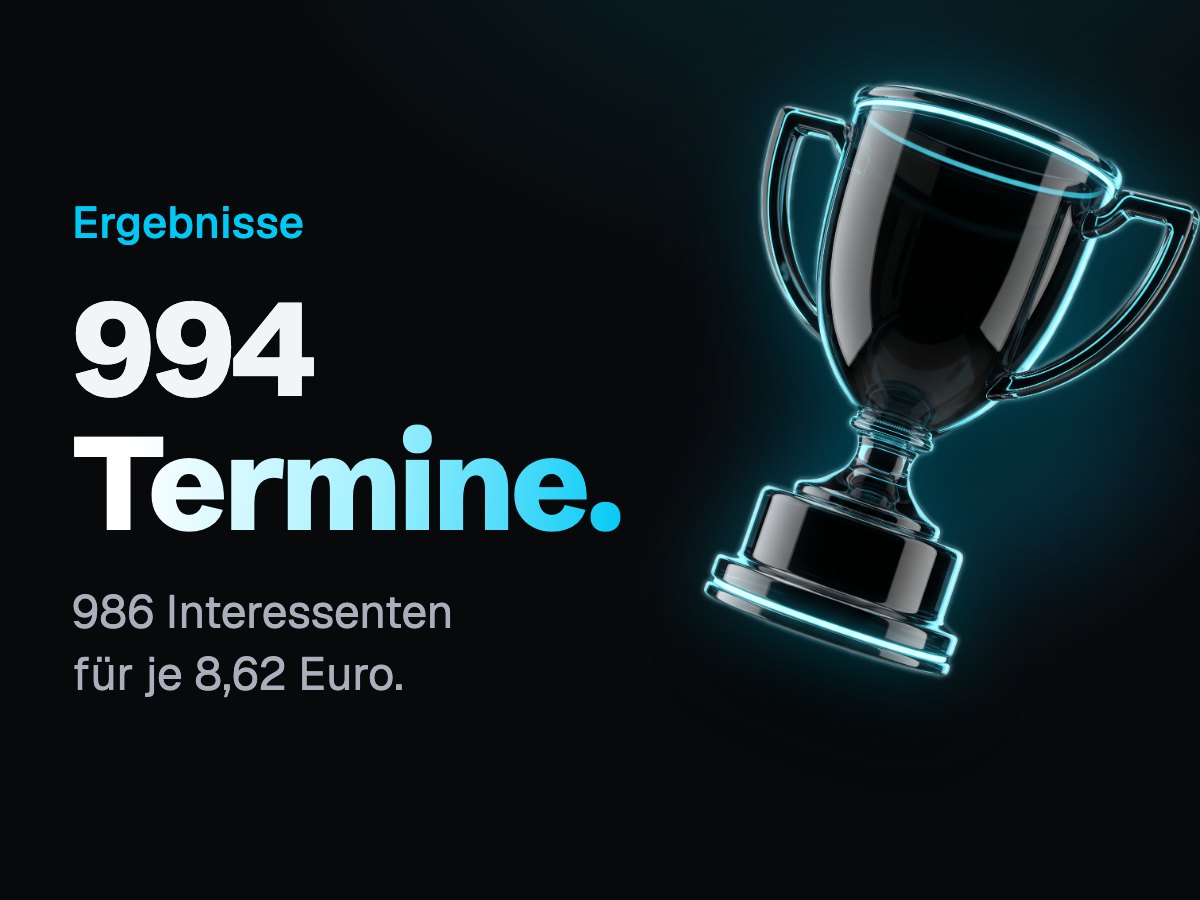 Ergebnisse
994
Termine.
986 Interessenten
für je 8,62 Euro.